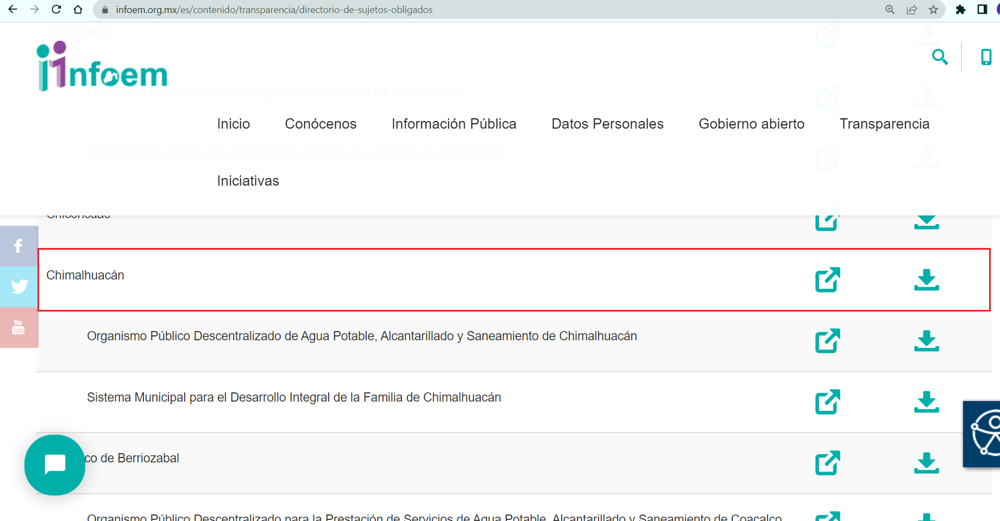 infoem.org.mx/es/contenido/transparencia/directorio-de-sujetos-obligados
Chicoloapan
infoem
Organismo Descentralizado de Agua y Saneamiento de Chicoloapan
Inicio Conócenos Información Pública Datos Personales Gobierno abierto Transparencia
El Sistema Municipal para el Desarrollo Integral de la Familia de Chicoloapan
Iniciativas
Chiconcuac
f
Chimalhuacán
You
Tube
Organismo Público Descentralizado de Agua Potable, Alcantarillado y Saneamiento de Chimalhuacán
Sistema Municipal para el Desarrollo Integral de la Familia de Chimalhuacán
co de Berriozabal
Organismo Público Descentralizado para la Prestación de Servicios de Agua Potable, Alcantarillado y Saneamiento de Coacalco